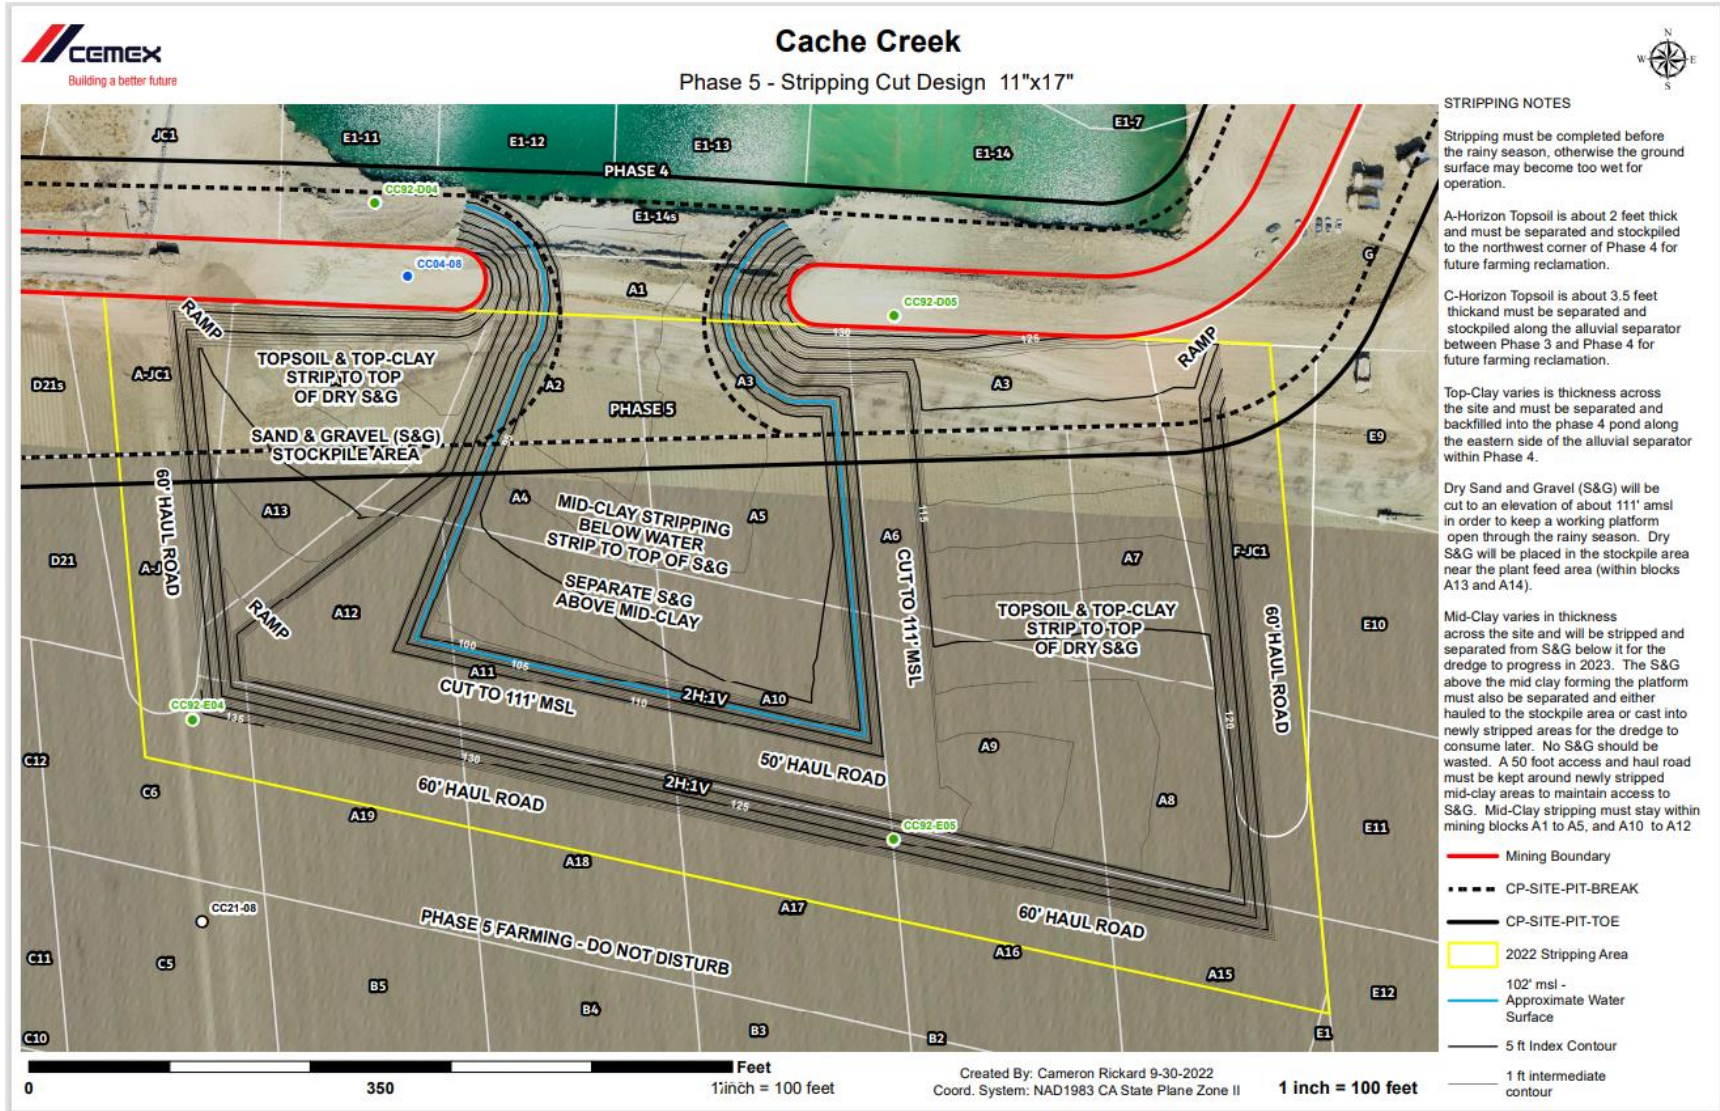 CEMEX
Building a better future
Cache Creek
Phase 5 - Stripping Cut Design 11"x17"
N
W E
S
JC1
E1-11
E1-12
E1-13
E1-14
E1-7
PHASE 4
CC92-D04
E1-14s
G
CC04-08
A1
CC92-D05
130
125
RAMP
RAMP
TOPSOIL & TOP-CLAY
STRIP TO TOP
OF DRY S&G
D21s
A-JC1
A2
A3
A3
PHASE 5
SAND & GRAVEL (S&G)
STOCKPILE AREA
95
E9
60' HAUL ROAD
A13
A4
MID-CLAY STRIPPING
BELOW WATER
STRIP TO TOP OF S&G
A5
115
A6
A7
F-JC1
D21
A-J
SEPARATE S&G
ABOVE MID-CLAY
CUT TO 111' MSL
RAMP
A12
TOPSOIL & TOP-CLAY
STRIP TO TOP
OF DRY S&G
60' HAUL ROAD
E10
100
105
A11
110
2H:1V
A10
CUT TO 111' MSL
CC92-E04
135
120
C12
130
50' HAUL ROAD
A9
2H:1V
60' HAUL ROAD
125
C6
A19
A8
CC92-E05
E11
A18
CC21-08
A17
60' HAUL ROAD
PHASE 5 FARMING - DO NOT DISTURB
C11
C5
A16
A15
B5
E12
B4
C10
B3
B2
E1
STRIPPING NOTES
Stripping must be completed before
the rainy season, otherwise the ground
surface may become too wet for
operation.
A-Horizon Topsoil is about 2 feet thick
and must be separated and stockpiled
to the northwest corner of Phase 4 for
future farming reclamation.
C-Horizon Topsoil is about 3.5 feet
thickand must be separated and
stockpiled along the alluvial separator
between Phase 3 and Phase 4 for
future farming reclamation.
Top-Clay varies is thickness across
the site and must be separated and
backfilled into the phase 4 pond along
the eastern side of the alluvial separator
within Phase 4.
Dry Sand and Gravel (S&G) will be
cut to an elevation of about 111' amsl
in order to keep a working platform
open through the rainy season. Dry
S&G will be placed in the stockpile area
near the plant feed area (within blocks
A13 and A14).
Mid-Clay varies in thickness
across the site and will be stripped and
separated from S&G below it for the
dredge to progress in 2023. The S&G
above the mid clay forming the platform
must also be separated and either
hauled to the stockpile area or cast into
newly stripped areas for the dredge to
consume later. No S&G should be
wasted. A 50 foot access and haul road
must be kept around newly stripped
mid-clay areas to maintain access to
S&G. Mid-Clay stripping must stay within
mining blocks A1 to A5, and A10 to A12
Mining Boundary
CP-SITE-PIT-BREAK
CP-SITE-PIT-TOE
2022 Stripping Area
102' msl -
Approximate Water
Surface
5 ft Index Contour
1 ft intermediate
contour
Feet
0 350
= 100 feet
Created By: Cameron Rickard 9-30-2022
Coord. System: NAD1983 CA State Plane Zone II
1 inch = 100 feet